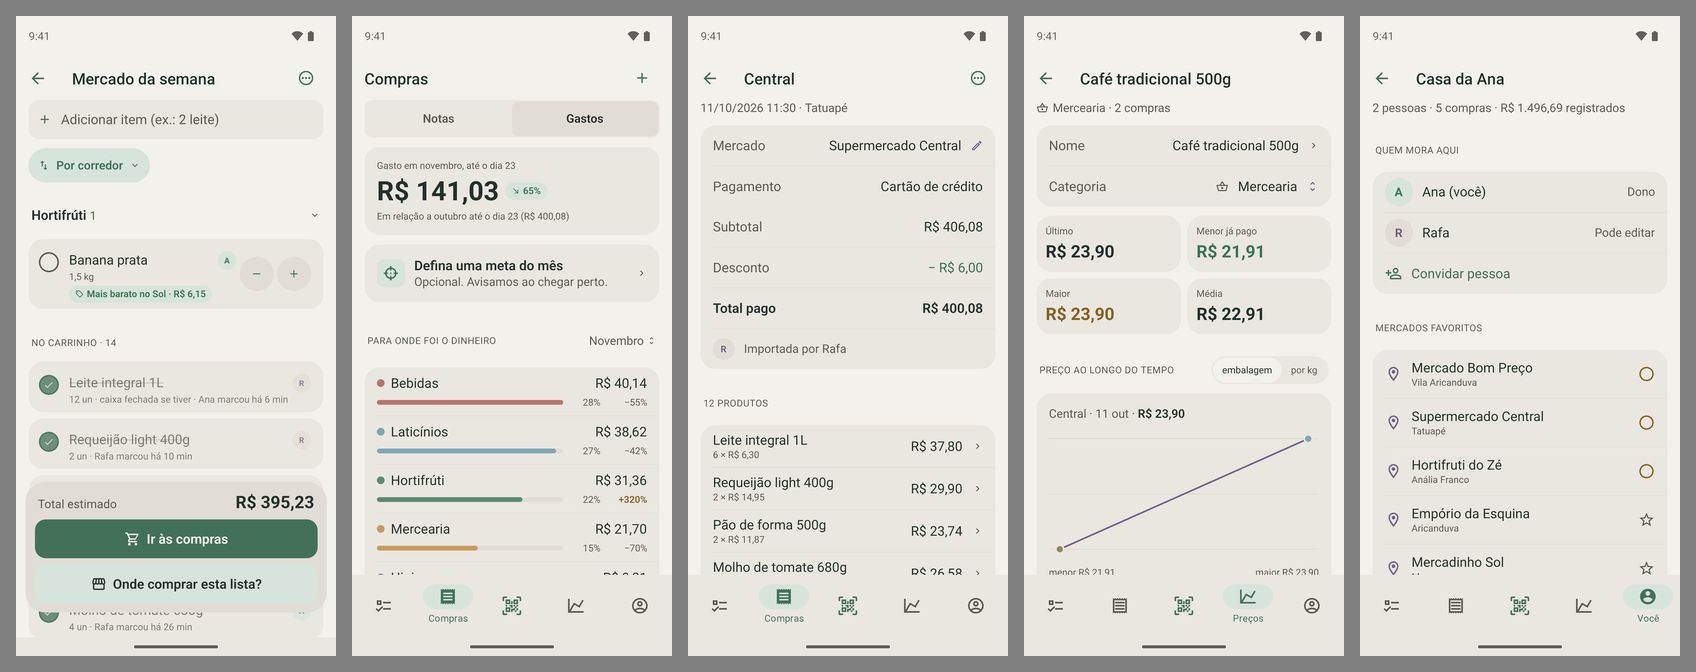 9:41
Mercado da semana
Adicionar item (ex.: 2 leite)
Por corredor
Hortifrúti 1
Banana prata
A
1,5 kg
Mais barato no Sol · R$ 6,15
NO CARRINHO · 14
Leite integral 1L
R
12 un · caixa fechada se tiver · Ana marcou há 6 min
Requeijão light 400g
R
2 un · Rafa marcou há 10 min
Total estimado
R$ 395,23
Ir às compras
Onde comprar esta lista?
Molho de tomate 680g
4 un · Rafa marcou há 26 min
9:41
Compras
Notas
Gastos
Gasto em novembro, até o dia 23
R$ 141,03
65%
Em relação a outubro até o dia 23 (R$ 400,08)
Defina uma meta do mês
Opcional. Avisamos ao chegar perto.
PARA ONDE FOI O DINHEIRO
Novembro
Bebidas
R$ 40,14
28%
−55%
Laticínios
R$ 38,62
27%
−42%
Hortifrúti
R$ 31,36
22%
+320%
Mercearia
R$ 21,70
15%
−70%
Compras
9:41
Central
11/10/2026 11:30 · Tatuapé
Mercado
Supermercado Central
Pagamento
Cartão de crédito
Subtotal
R$ 406,08
Desconto
− R$ 6,00
Total pago
R$ 400,08
R
Importada por Rafa
12 PRODUTOS
Leite integral 1L
6 × R$ 6,30
R$ 37,80
Requeijão light 400g
2 × R$ 14,95
R$ 29,90
Pão de forma 500g
2 × R$ 11,87
R$ 23,74
Molho de tomate 680g
R$ 26,58
Compras
9:41
Café tradicional 500g
Mercearia · 2 compras
Nome
Café tradicional 500g
Categoria
Mercearia
Último
R$ 23,90
Menor já pago
R$ 21,91
Maior
R$ 23,90
Média
R$ 22,91
PREÇO AO LONGO DO TEMPO
embalagem
por kg
Central · 11 out · R$ 23,90
menor R$ 21,91
maior R$ 23,90
Preços
9:41
Casa da Ana
2 pessoas · 5 compras · R$ 1.496,69 registrados
QUEM MORA AQUI
A
Ana (você)
Dono
R
Rafa
Pode editar
Convidar pessoa
MERCADOS FAVORITOS
Mercado Bom Preço
Vila Aricanduva
Supermercado Central
Tatuapé
Hortifruti do Zé
Anália Franco
Empório da Esquina
Aricanduva
Mercadinho Sol
Você